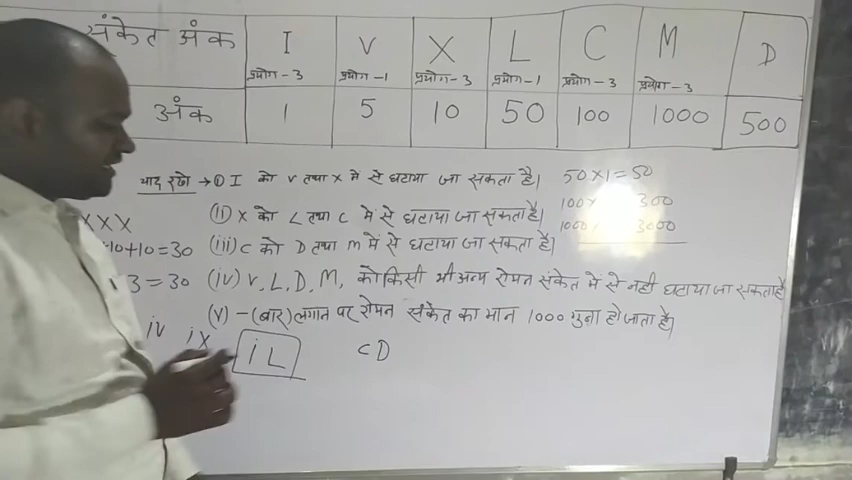 संकेत अंक I V X L C M D
प्रयोग-3 प्रयोग-1 प्रयोग-3 प्रयोग-1 प्रयोग-3 प्रयोग-3
अंक 1 5 10 50 100 1000 500
याद रखो → (i) I को V तथा X में से घटाया जा सकता है। 50×1=50
(ii) X को L तथा C में से घटाया जा सकता है। 100× 300
1000× 3000
XXX
10+10=30 (iii) C को D तथा M में से घटाया जा सकता है।
3=30 (iv) V, L, D, M, को किसी भी अन्य रोमन संकेत में से नही घटाया जा सकता है
(v) -(बार) लगाने पर रोमन संकेत का मान 1000 गुना हो जाता है।
iv ix iL CD